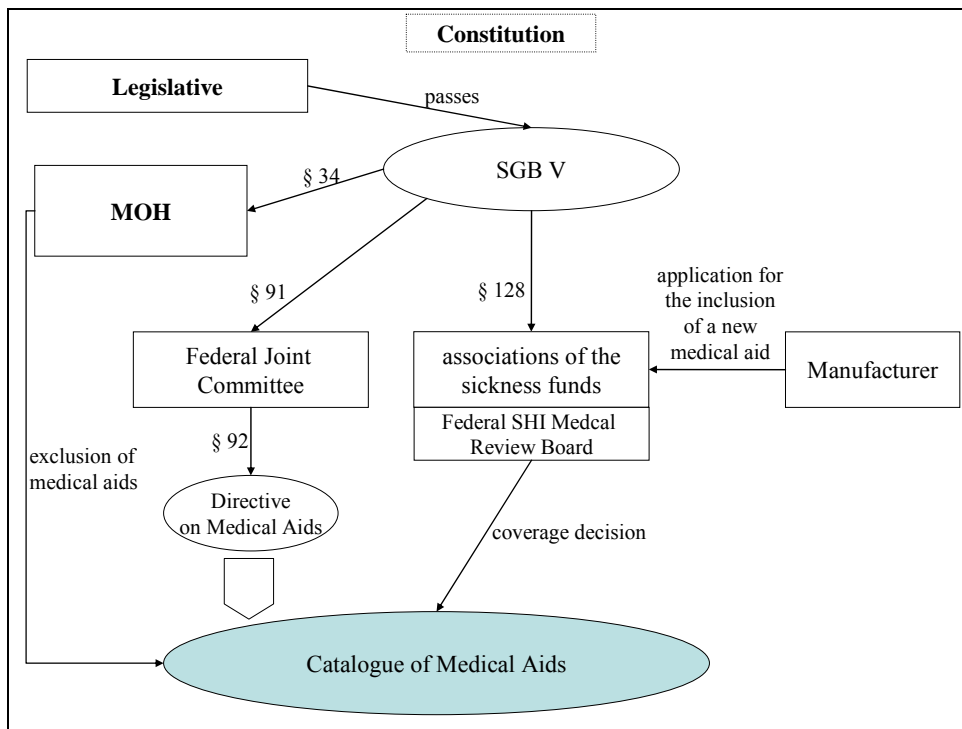 Constitution
Legislative
passes
SGB V
§ 34
MOH
§ 91
§ 128
application for
the inclusion
of a new
medical aid
Federal Joint
Committee
associations of the
sickness funds
Manufacturer
Federal SHI Medcal
Review Board
§ 92
exclusion of
medical aids
Directive
on Medical Aids
coverage decision
Catalogue of Medical Aids